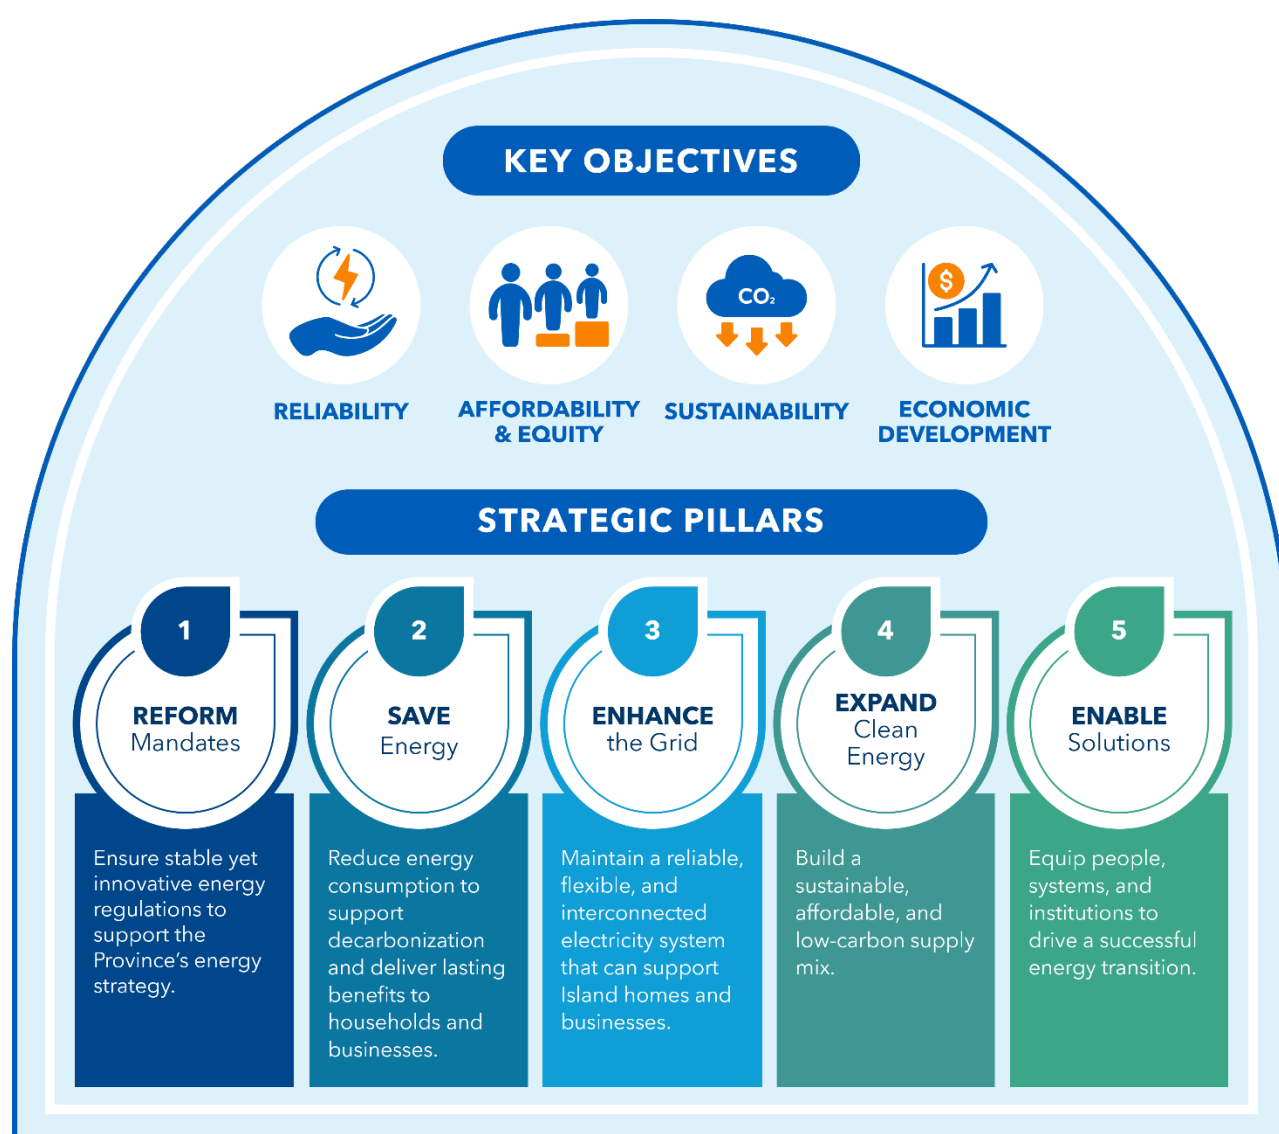 KEY OBJECTIVES
CO₂
$
RELIABILITY
AFFORDABILITY
& EQUITY
SUSTAINABILITY
ECONOMIC
DEVELOPMENT
STRATEGIC PILLARS
1
REFORM
Mandates
Ensure stable yet
innovative energy
regulations to
support the
Province’s energy
strategy.
2
SAVE
Energy
Reduce energy
consumption to
support
decarbonization
and deliver lasting
benefits to
households and
businesses.
3
ENHANCE
the Grid
Maintain a reliable,
flexible, and
interconnected
electricity system
that can support
Island homes and
businesses.
4
EXPAND
Clean
Energy
Build a
sustainable,
affordable, and
low-carbon supply
mix.
5
ENABLE
Solutions
Equip people,
systems, and
institutions to
drive a successful
energy transition.